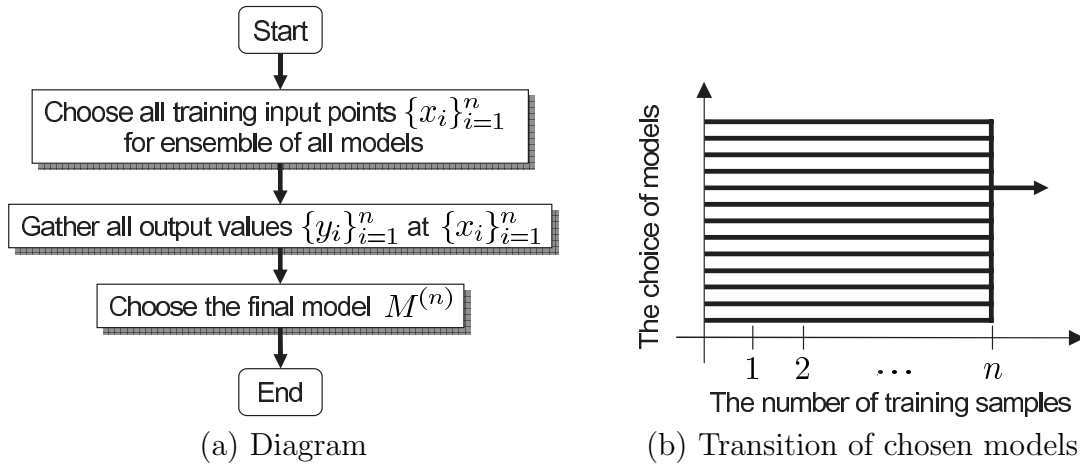 Start
Choose all training input points {x_i}_{i=1}^n
for ensemble of all models
Gather all output values {y_i}_{i=1}^n at {x_i}_{i=1}^n
Choose the final model M^{(n)}
End
(a) Diagram
The choice of models
1 2 ... n
The number of training samples
(b) Transition of chosen models